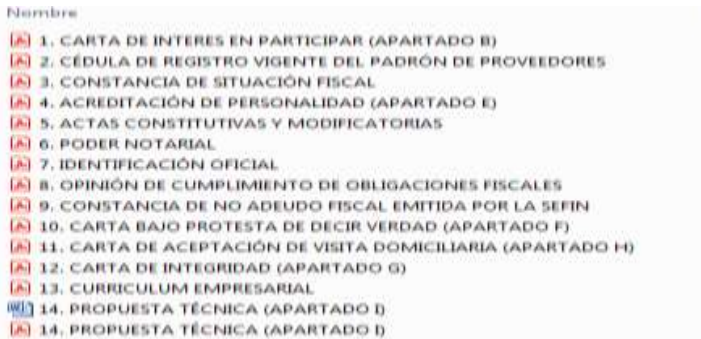 Nombre
1. CARTA DE INTERES EN PARTICIPAR (APARTADO B)
2. CÉDULA DE REGISTRO VIGENTE DEL PADRÓN DE PROVEEDORES
3. CONSTANCIA DE SITUACIÓN FISCAL
4. ACREDITACIÓN DE PERSONALIDAD (APARTADO E)
5. ACTAS CONSTITUTIVAS Y MODIFICATORIAS
6. PODER NOTARIAL
7. IDENTIFICACIÓN OFICIAL
8. OPINIÓN DE CUMPLIMIENTO DE OBLIGACIONES FISCALES
9. CONSTANCIA DE NO ADEUDO FISCAL EMITIDA POR LA SEFIN
10. CARTA BAJO PROTESTA DE DECIR VERDAD (APARTADO F)
11. CARTA DE ACEPTACIÓN DE VISITA DOMICILIARIA (APARTADO H)
12. CARTA DE INTEGRIDAD (APARTADO G)
13. CURRICULUM EMPRESARIAL
14. PROPUESTA TÉCNICA (APARTADO I)
14. PROPUESTA TÉCNICA (APARTADO I)